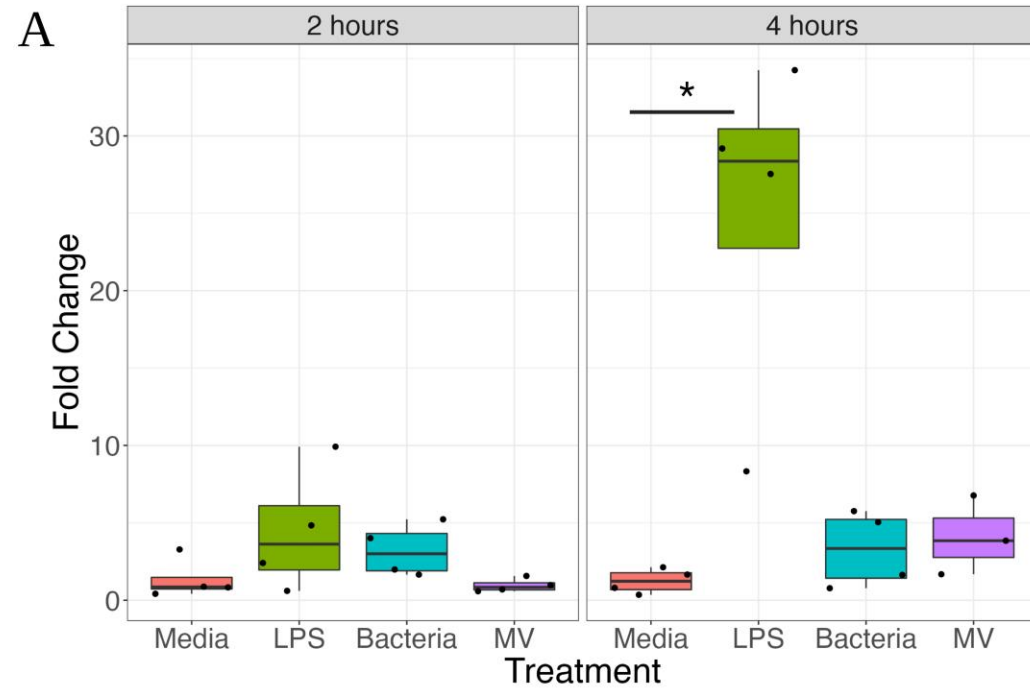 A
2 hours
4 hours
Fold Change
30
20
10
0
*
Media LPS Bacteria MV
Media LPS Bacteria MV
Treatment